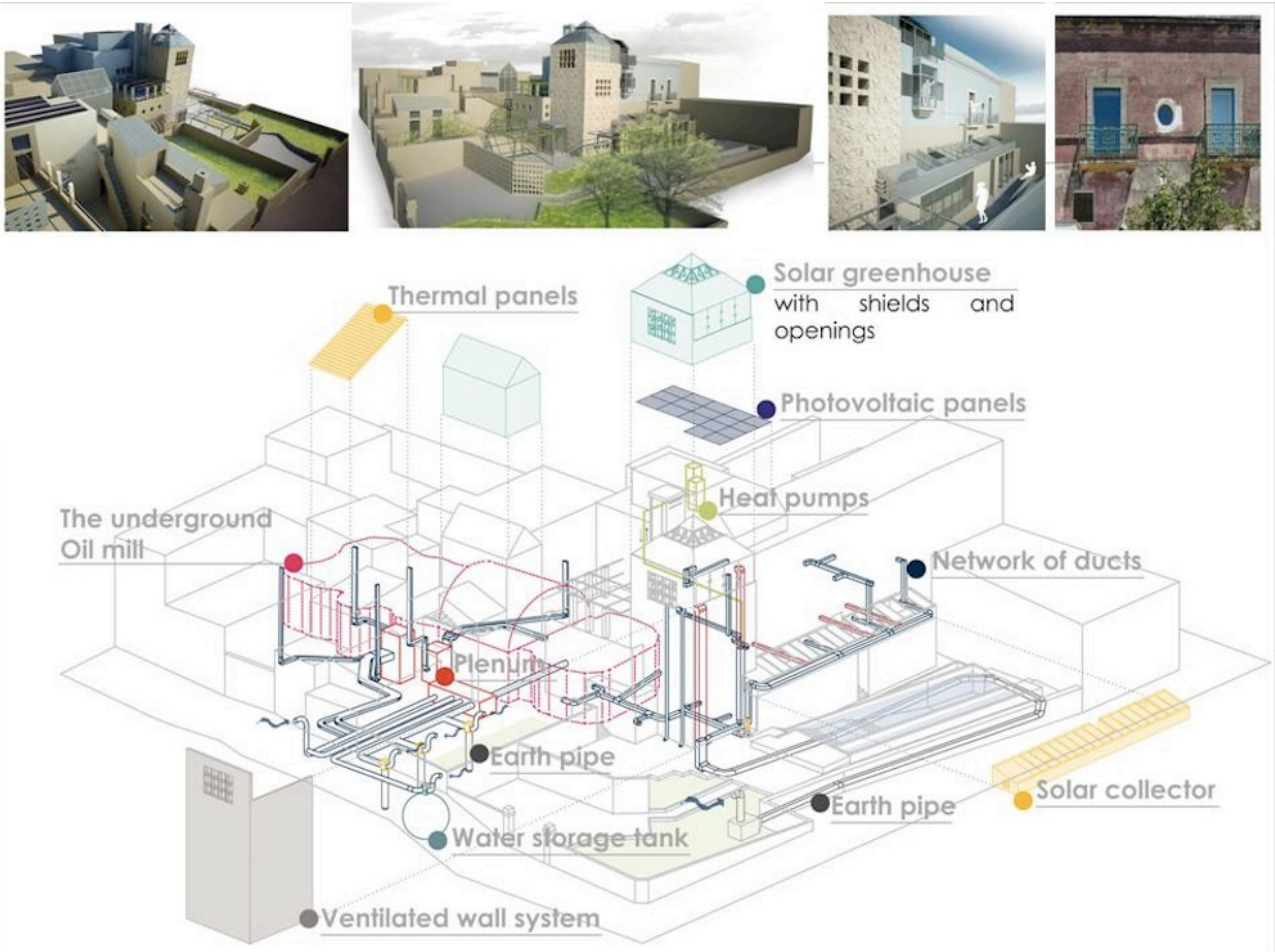 Thermal panels
Solar greenhouse
with shields and
openings
Photovoltaic panels
Heat pumps
The underground
Oil mill
Network of ducts
Plenum
Earth pipe
Solar collector
Earth pipe
Water storage tank
Ventilated wall system